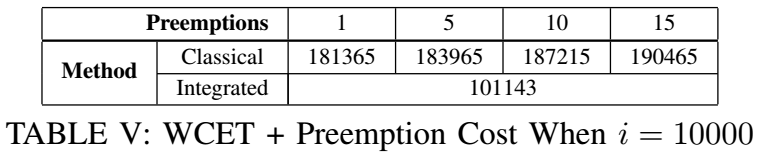 Preemptions 1 5 10 15
Method Classical 181365 183965 187215 190465
Integrated 101143
TABLE V: WCET + Preemption Cost When i = 10000